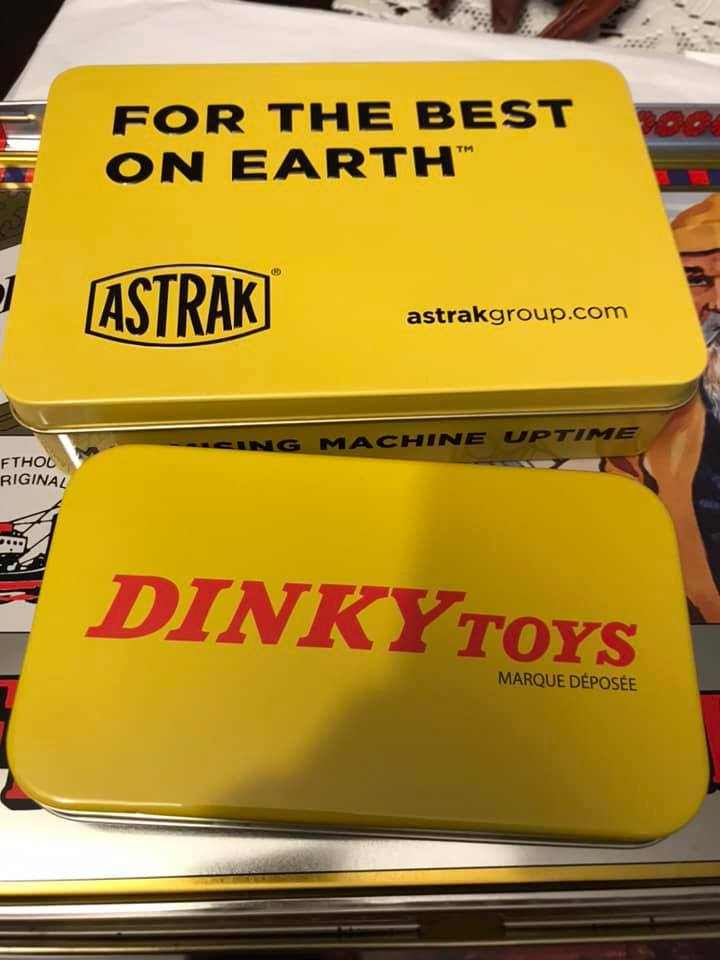 FOR THE BEST
ON EARTH™
ASTRAK®
astrakgroup.com
MACHINE UPTIME
DINKY TOYS
MARQUE DÉPOSÉE